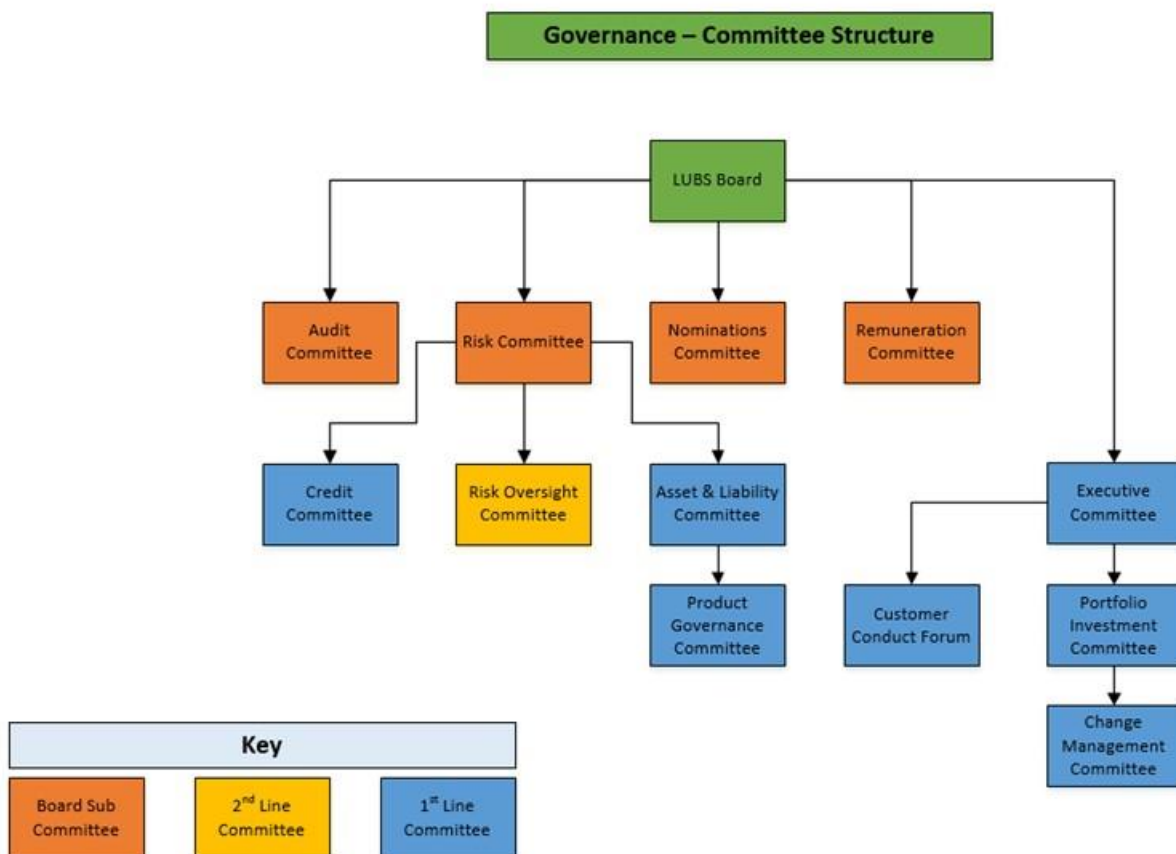 Governance – Committee Structure
LUBS Board
Audit
Committee
Risk Committee
Nominations
Committee
Remuneration
Committee
Credit
Committee
Risk Oversight
Committee
Asset & Liability
Committee
Executive
Committee
Product
Governance
Committee
Customer
Conduct Forum
Portfolio
Investment
Committee
Change
Management
Committee
Key
Board Sub
Committee
2nd Line
Committee
1st Line
Committee